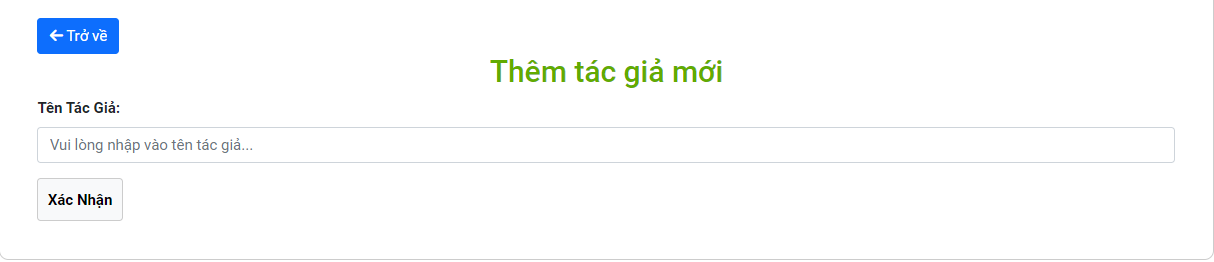 Trở về
Thêm tác giả mới
Tên Tác Giả:
Vui lòng nhập vào tên tác giả...
Xác Nhận